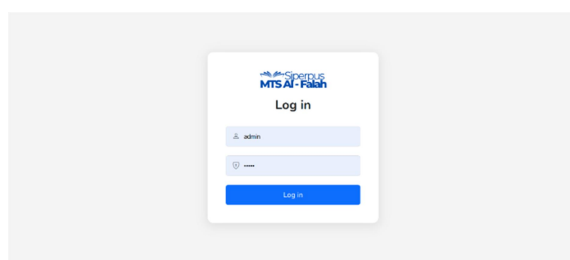 Siperpus
MTS Al - Falah
Log in
admin
•••••
Log in